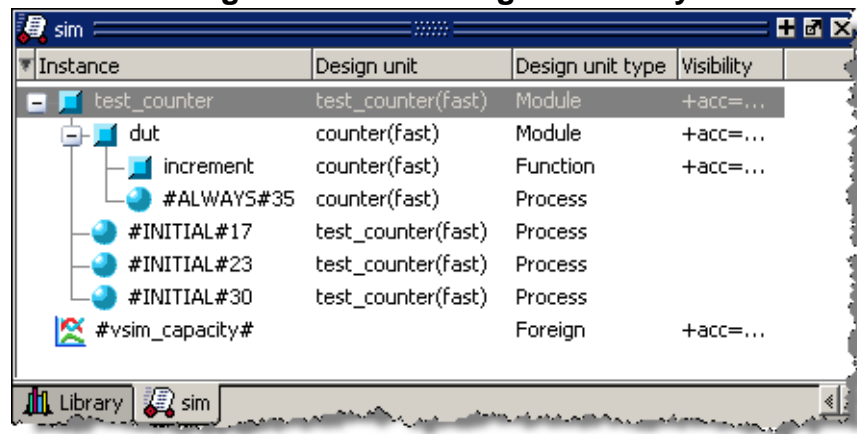 sim
Instance Design unit Design unit type Visibility
test_counter test_counter(fast) Module +acc=...
dut counter(fast) Module +acc=...
increment counter(fast) Function +acc=...
#ALWAYS#35 counter(fast) Process
#INITIAL#17 test_counter(fast) Process
#INITIAL#23 test_counter(fast) Process
#INITIAL#30 test_counter(fast) Process
#vsim_capacity# Foreign +acc=...
Library sim